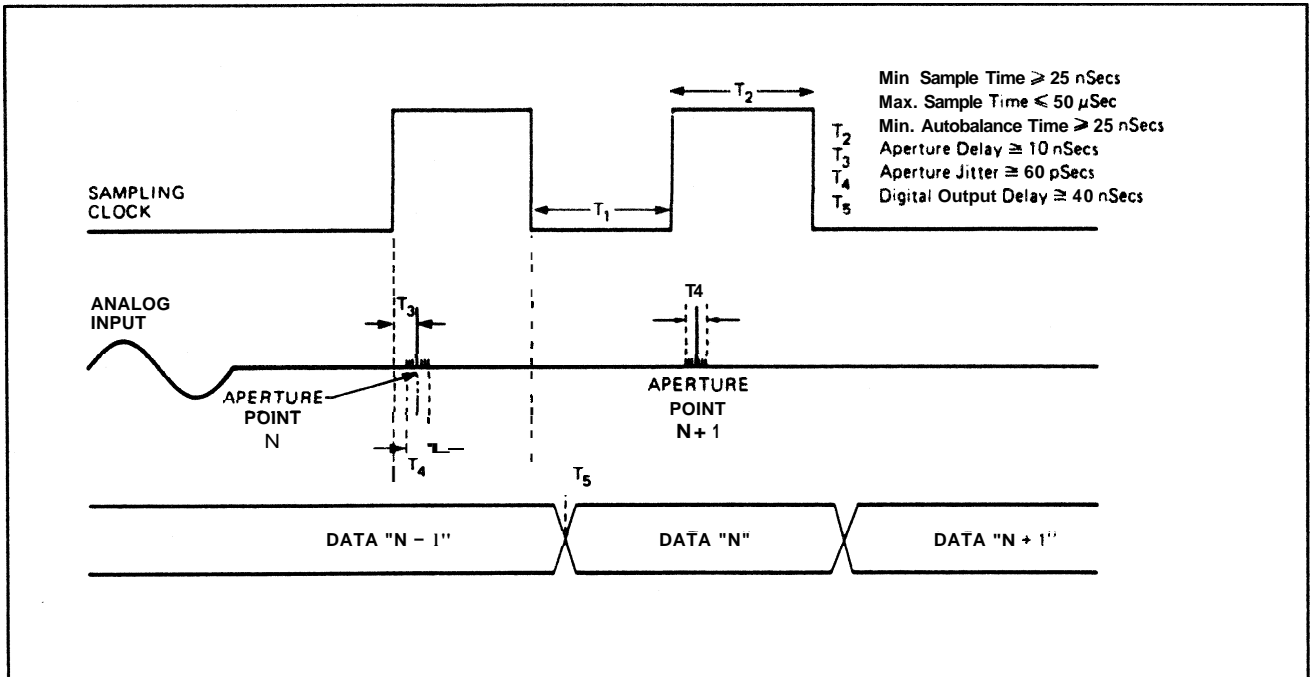 Min Sample Time ≥ 25 nSecs
Max. Sample Time ≤ 50 µSec
T2 Min. Autobalance Time ≥ 25 nSecs
T3 Aperture Delay ≅ 10 nSecs
T4 Aperture Jitter ≅ 60 pSecs
T5 Digital Output Delay ≅ 40 nSecs
T2
SAMPLING
CLOCK
T1
ANALOG
INPUT
T3
T4
APERTURE
POINT
N
APERTURE
POINT
N + 1
T4
T5
DATA "N - 1"
DATA "N"
DATA "N + 1"